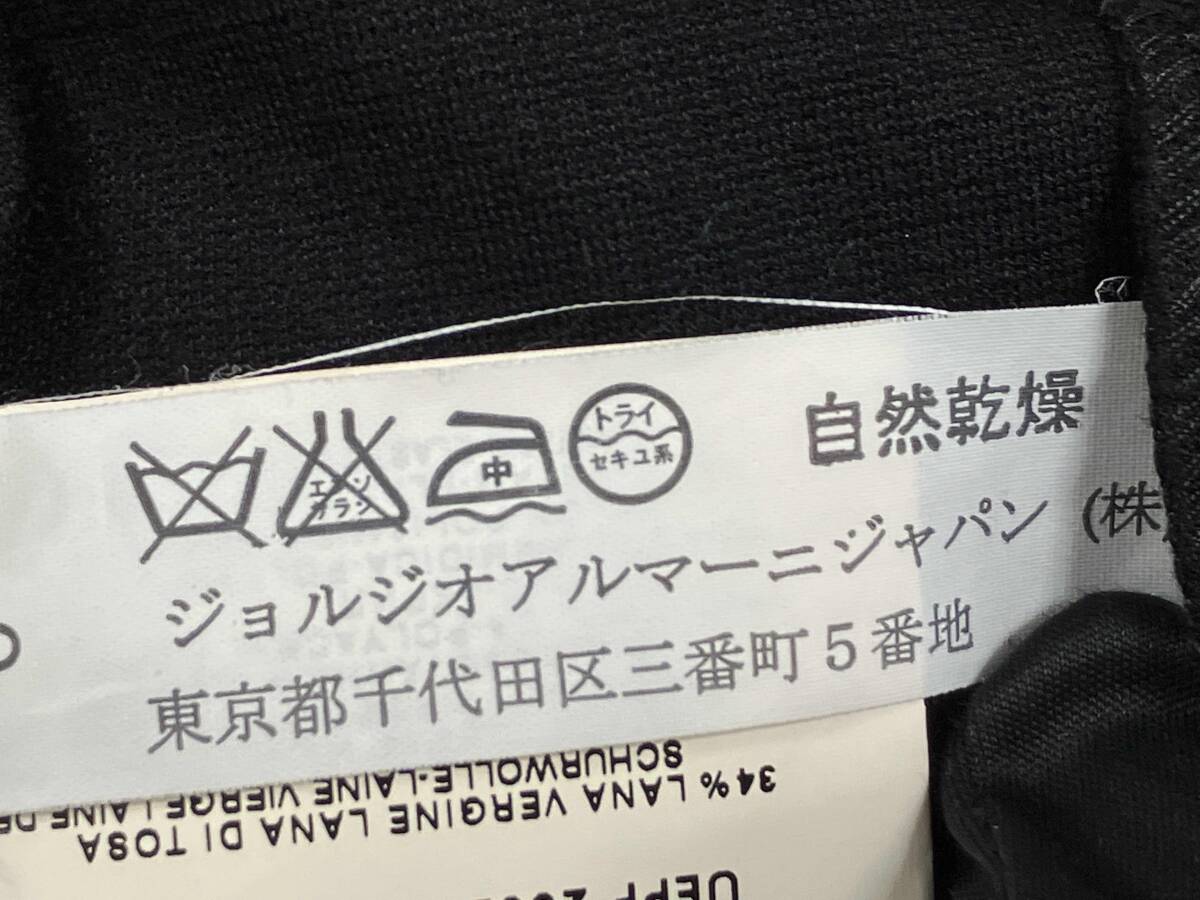 エンソ
オラシ
中
トライ
セキユ系
自然乾燥
ジョルジオアルマーニジャパン (株)
東京都千代田区三番町5番地
34% LANA VERGINE LANA DI TOSA
SCHURWOLLE-LAINE VIERGE LAINE DE